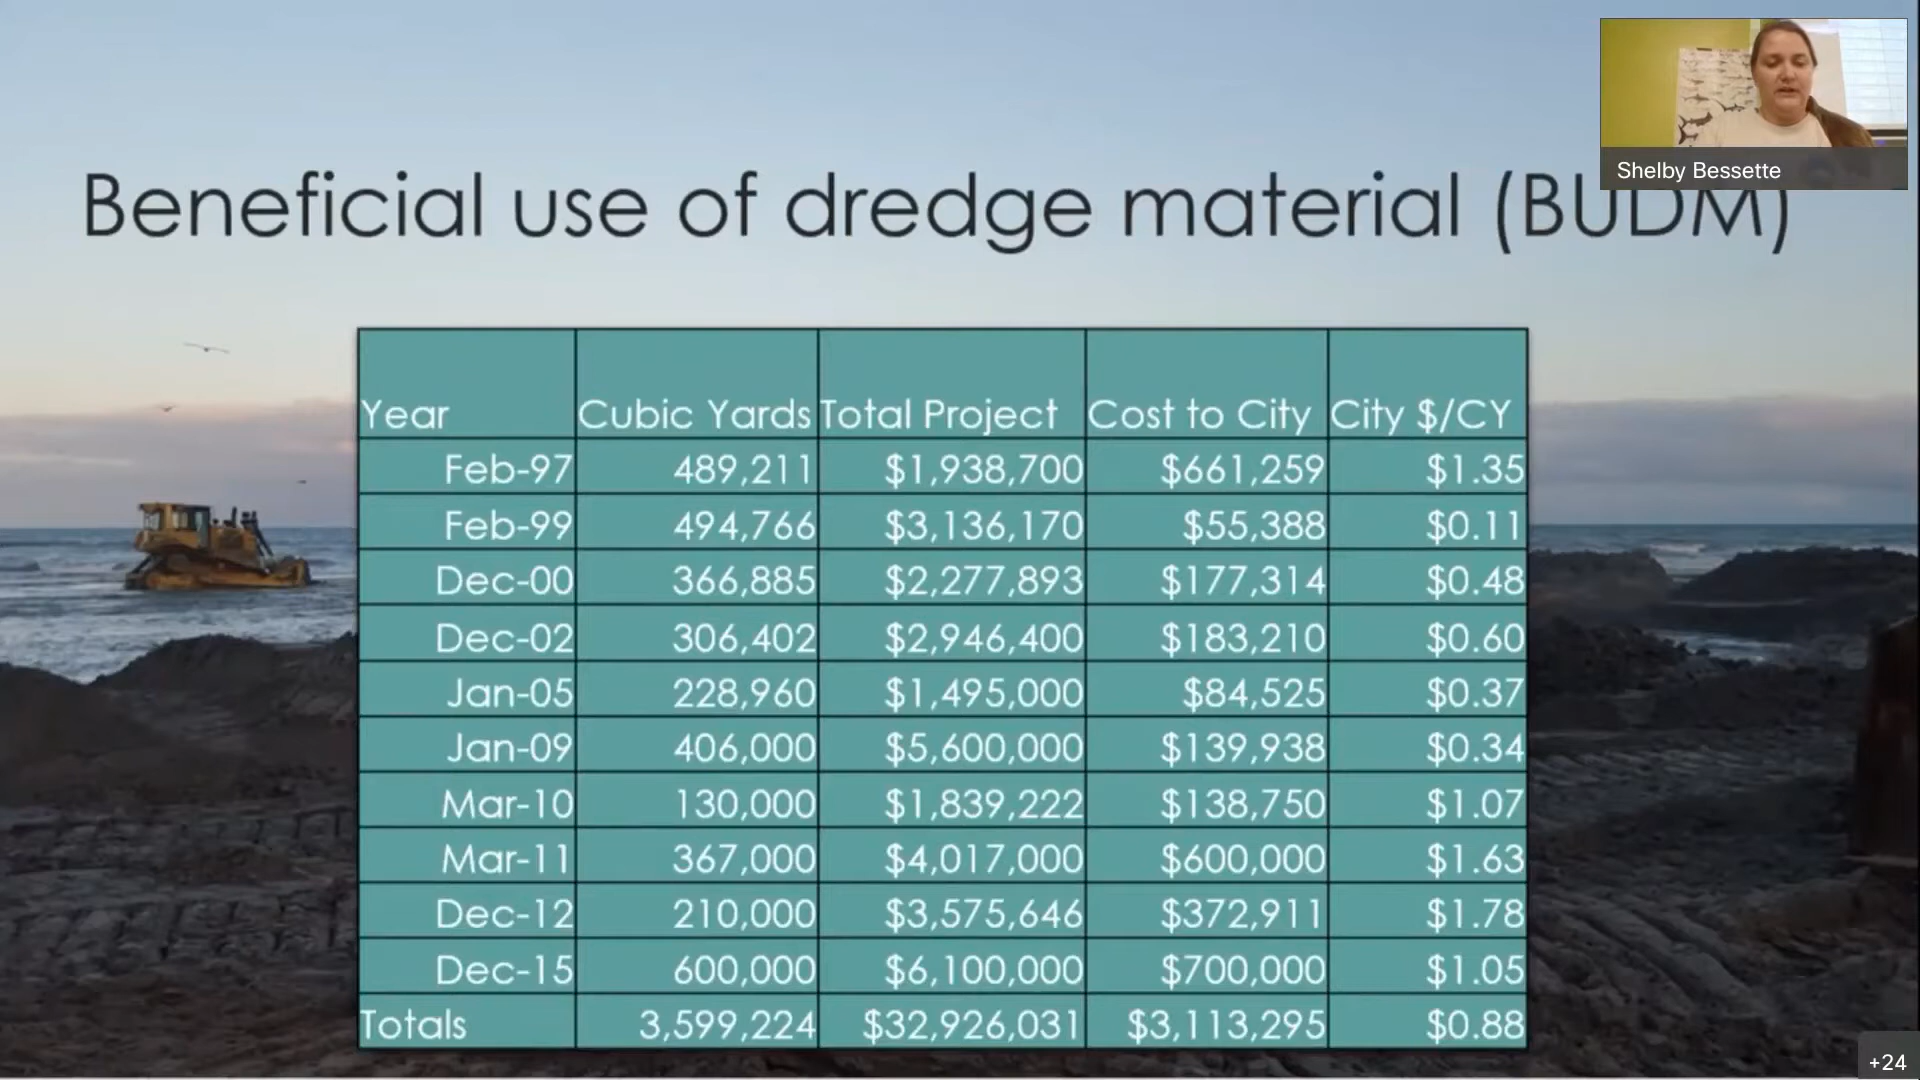 Shelby Bessette
Beneficial use of dredge material (BUDM)
Year Cubic Yards Total Project Cost to City City $/CY
Feb-97 489,211 $1,938,700 $661,259 $1.35
Feb-99 494,766 $3,136,170 $55,388 $0.11
Dec-00 366,885 $2,277,893 $177,314 $0.48
Dec-02 306,402 $2,946,400 $183,210 $0.60
Jan-05 228,960 $1,495,000 $84,525 $0.37
Jan-09 406,000 $5,600,000 $139,938 $0.34
Mar-10 130,000 $1,839,222 $138,750 $1.07
Mar-11 367,000 $4,017,000 $600,000 $1.63
Dec-12 210,000 $3,575,646 $372,911 $1.78
Dec-15 600,000 $6,100,000 $700,000 $1.05
Totals 3,599,224 $32,926,031 $3,113,295 $0.88
+24